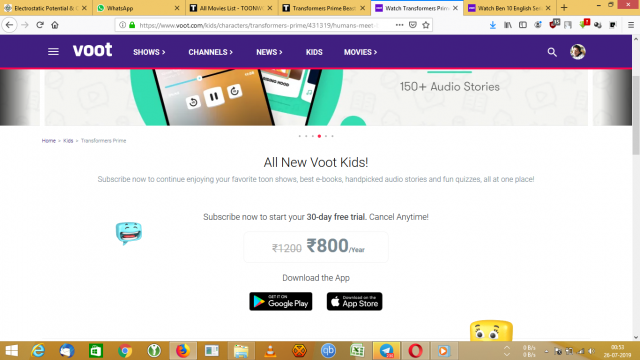 Electrostatic Potential & C
WhatsApp
All Movies List - TOONW
Transformers Prime Bea
Watch Transformers Prim
Watch Ben 10 English Se
https://www.voot.com/kids/characters/transformers-prime/431319/humans-meet
voot SHOWS > CHANNELS > NEWS > KIDS MOVIES >
150+ Audio Stories
Home » Kids » Transformers Prime
All New Voot Kids!
Subscribe now to continue enjoying your favorite toon shows, best e-books, handpicked audio stories and fun quizzes, all at one place!
Subscribe now to start your 30-day free trial. Cancel Anytime!
₹1200 ₹800/Year
Download the App
GET IT ON Google Play
Download on the App Store
0 B/s
0 B/s
00:53
20-07-2019